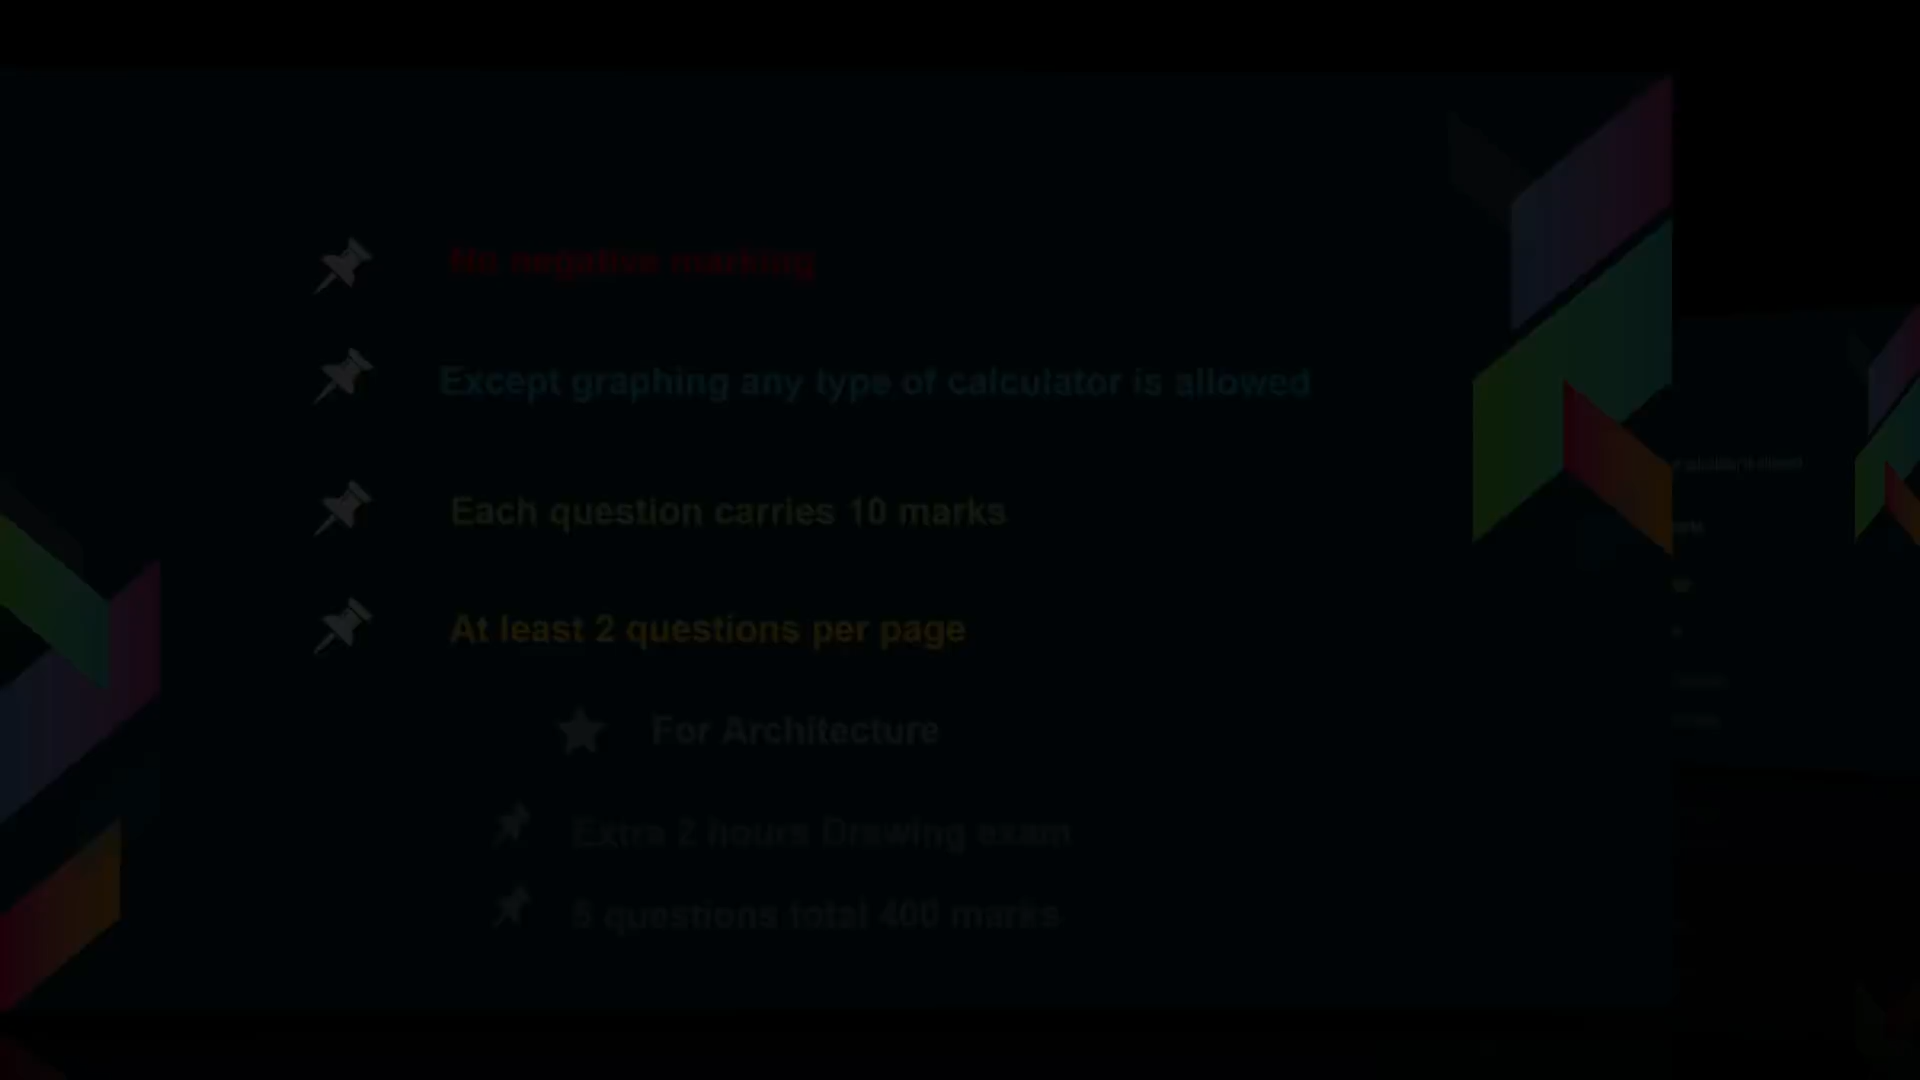 No negative marking
Except graphing any type of calculator is allowed
Each question carries 10 marks
At least 2 questions per page
For Architecture
Extra 2 hours Drawing exam
questions total 400 marks